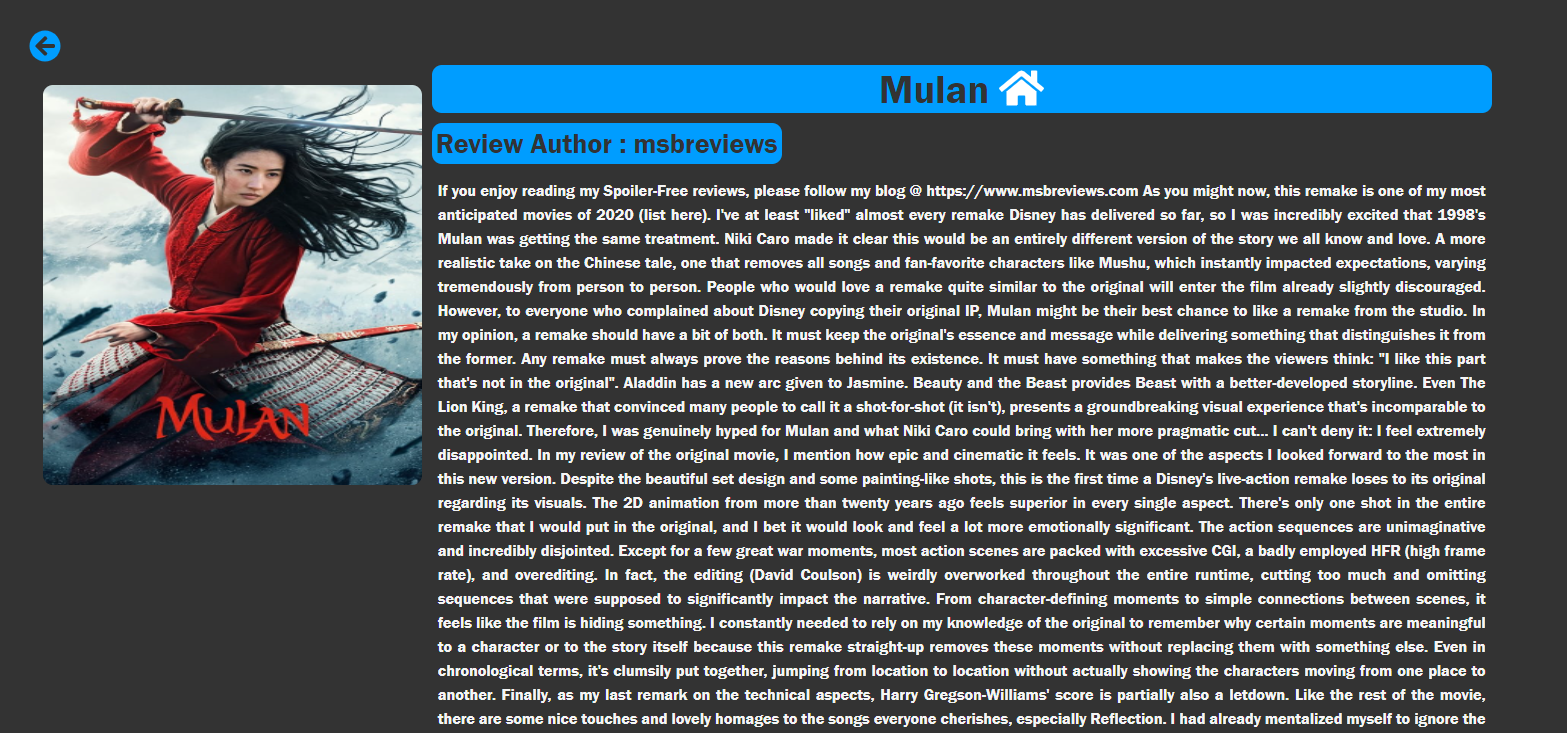 Mulan
Review Author : msbreviews
If you enjoy reading my Spoiler-Free reviews, please follow my blog @ https://www.msbreviews.com As you might now, this remake is one of my most
anticipated movies of 2020 (list here). I've at least "liked" almost every remake Disney has delivered so far, so I was incredibly excited that 1998's
Mulan was getting the same treatment. Niki Caro made it clear this would be an entirely different version of the story we all know and love. A more
realistic take on the Chinese tale, one that removes all songs and fan-favorite characters like Mushu, which instantly impacted expectations, varying
tremendously from person to person. People who would love a remake quite similar to the original will enter the film already slightly discouraged.
However, to everyone who complained about Disney copying their original IP, Mulan might be their best chance to like a remake from the studio. In
my opinion, a remake should have a bit of both. It must keep the original's essence and message while delivering something that distinguishes it from
the former. Any remake must always prove the reasons behind its existence. It must have something that makes the viewers think: "I like this part
that's not in the original". Aladdin has a new arc given to Jasmine. Beauty and the Beast provides Beast with a better-developed storyline. Even The
Lion King, a remake that convinced many people to call it a shot-for-shot (it isn't), presents a groundbreaking visual experience that's incomparable to
the original. Therefore, I was genuinely hyped for Mulan and what Niki Caro could bring with her more pragmatic cut... I can't deny it: I feel extremely
disappointed. In my review of the original movie, I mention how epic and cinematic it feels. It was one of the aspects I looked forward to the most in
this new version. Despite the beautiful set design and some painting-like shots, this is the first time a Disney's live-action remake loses to its original
regarding its visuals. The 2D animation from more than twenty years ago feels superior in every single aspect. There's only one shot in the entire
remake that I would put in the original, and I bet it would look and feel a lot more emotionally significant. The action sequences are unimaginative
and incredibly disjointed. Except for a few great war moments, most action scenes are packed with excessive CGI, a badly employed HFR (high frame
rate), and overediting. In fact, the editing (David Coulson) is weirdly overworked throughout the entire runtime, cutting too much and omitting
sequences that were supposed to significantly impact the narrative. From character-defining moments to simple connections between scenes, it
feels like the film is hiding something. I constantly needed to rely on my knowledge of the original to remember why certain moments are meaningful
to a character or to the story itself because this remake straight-up removes these moments without replacing them with something else. Even in
chronological terms, it's clumsily put together, jumping from location to location without actually showing the characters moving from one place to
another. Finally, as my last remark on the technical aspects, Harry Gregson-Williams' score is partially also a letdown. Like the rest of the movie,
there are some nice touches and lovely homages to the songs everyone cherishes, especially Reflection. I had already mentalized myself to ignore the
MULAN